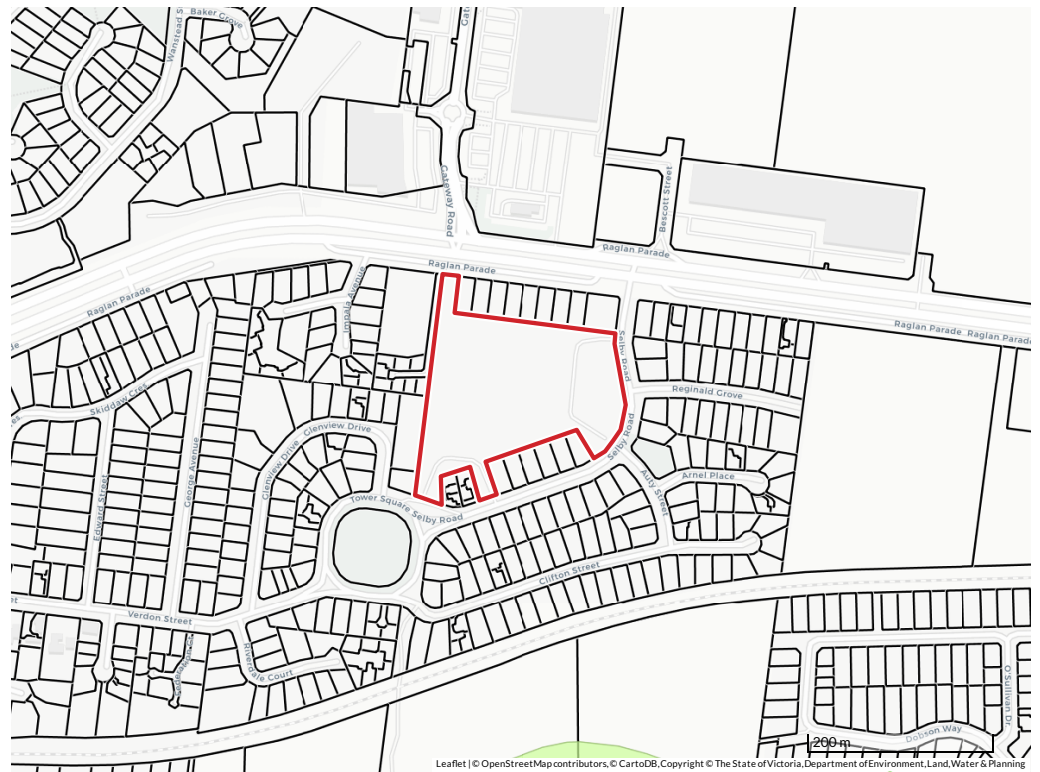 Baker Grove
Wanstead S
Gate
Gateway Road
Bescott Street
Raglan Parade
Raglan Parade
Raglan Parade
Impala Avenue
Raglan Parade
Raglan Parade
Selby Road
Reginald Grove
Skiddaw Cres
Glenview Drive
Glenview Drive
Selby Road
George Avenue
Edward Street
Auty Street
Arnel Place
Tower Square
Selby Road
Clifton Street
Verdon Street
Riverdale Court
O'Sullivan Dr
Dobson Way
200 m
Leaflet | © OpenStreetMap contributors, © CartoDB, Copyright © The State of Victoria, Department of Environment, Land, Water & Planning